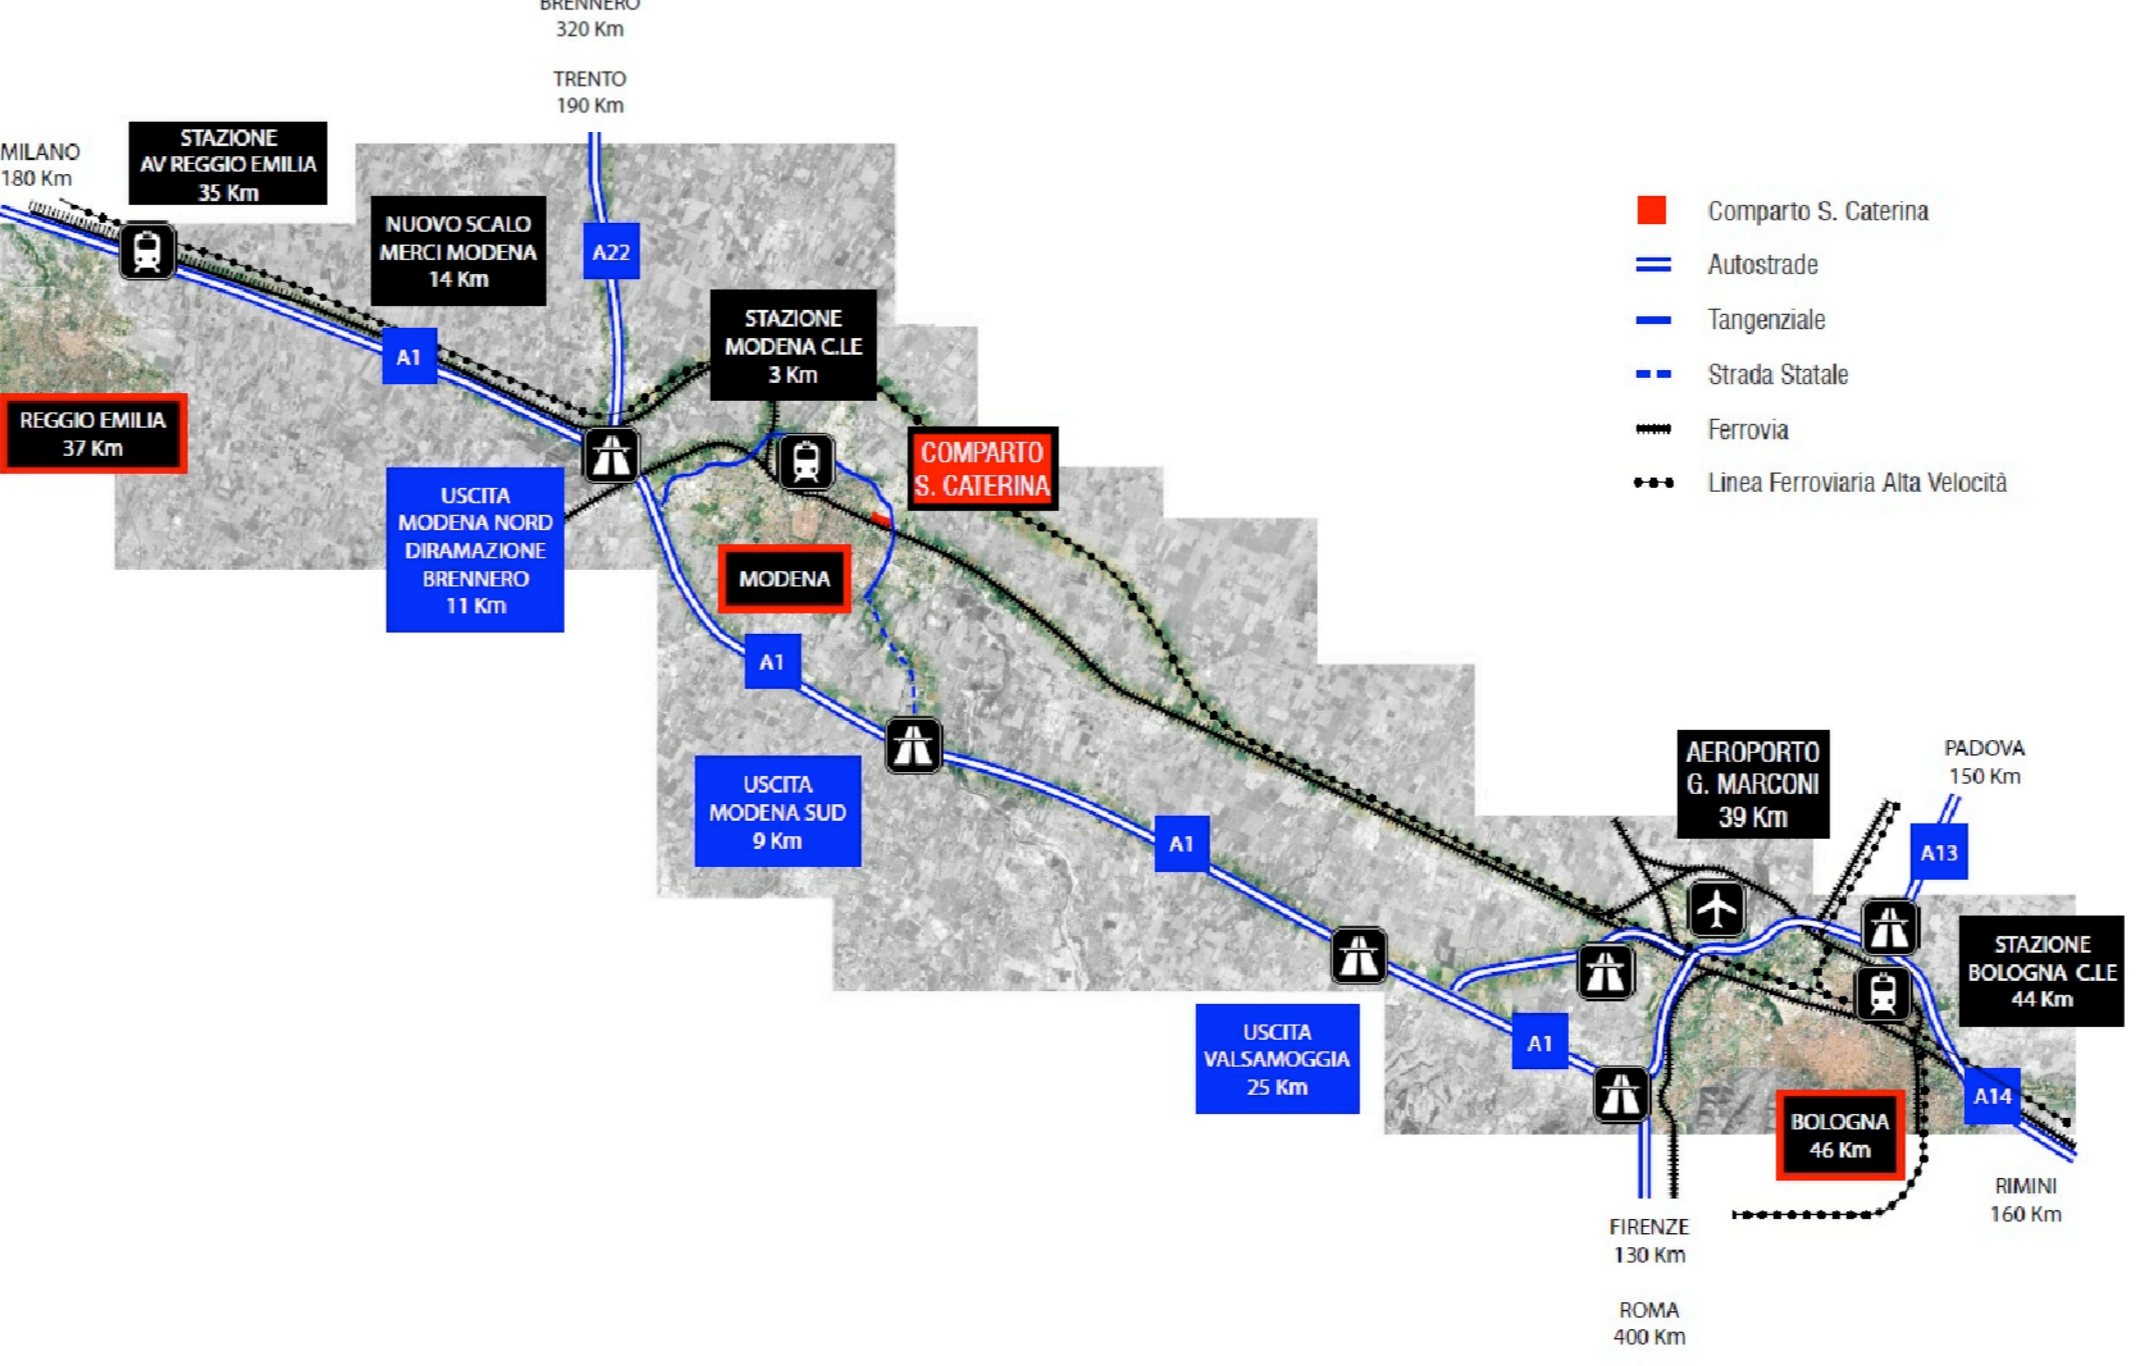 BRENNERO
320 Km
TRENTO
190 Km
MILANO
180 Km
STAZIONE
AV REGGIO EMILIA
35 Km
NUOVO SCALO
MERCI MODENA
14 Km
A22
STAZIONE
MODENA C.LE
3 Km
A1
REGGIO EMILIA
37 Km
COMPARTO
S. CATERINA
USCITA
MODENA NORD
DIRAMAZIONE
BRENNERO
11 Km
MODENA
A1
USCITA
MODENA SUD
9 Km
A1
AEROPORTO
G. MARCONI
39 Km
PADOVA
150 Km
A13
STAZIONE
BOLOGNA C.LE
44 Km
USCITA
VALSAMOGGIA
25 Km
A1
A14
BOLOGNA
46 Km
RIMINI
160 Km
FIRENZE
130 Km
ROMA
400 Km
Comparto S. Caterina
Autostrade
Tangenziale
Strada Statale
Ferrovia
Linea Ferroviaria Alta Velocità